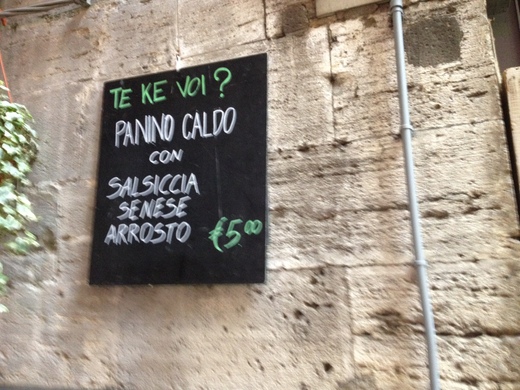 TE KE VOI?
PANINO CALDO
CON
SALSICCIA
SENESE
ARROSTO €5.00